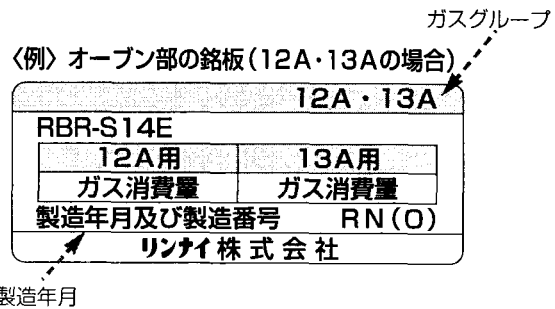 ガスグループ
〈例〉オーブン部の銘板(12A・13Aの場合)
12A・13A
RBR-S14E
12A用 13A用
ガス消費量 ガス消費量
製造年月及び製造番号 RN(O)
リンナイ株式会社
製造年月